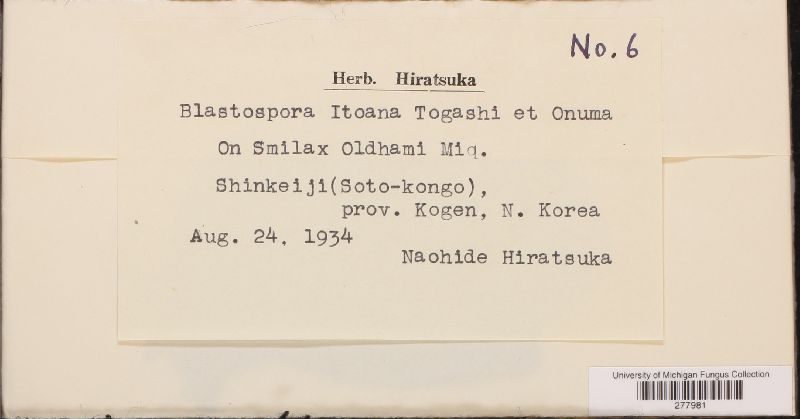 No. 6
Herb. Hiratsuka
Blastospora Itoana Togashi et Onuma
On Smilax Oldhami Miq.
Shinkeiji(Soto-kongo),
prov. Kogen, N. Korea
Aug. 24, 1934
Naohide Hiratsuka
University of Michigan Fungus Collection
277981